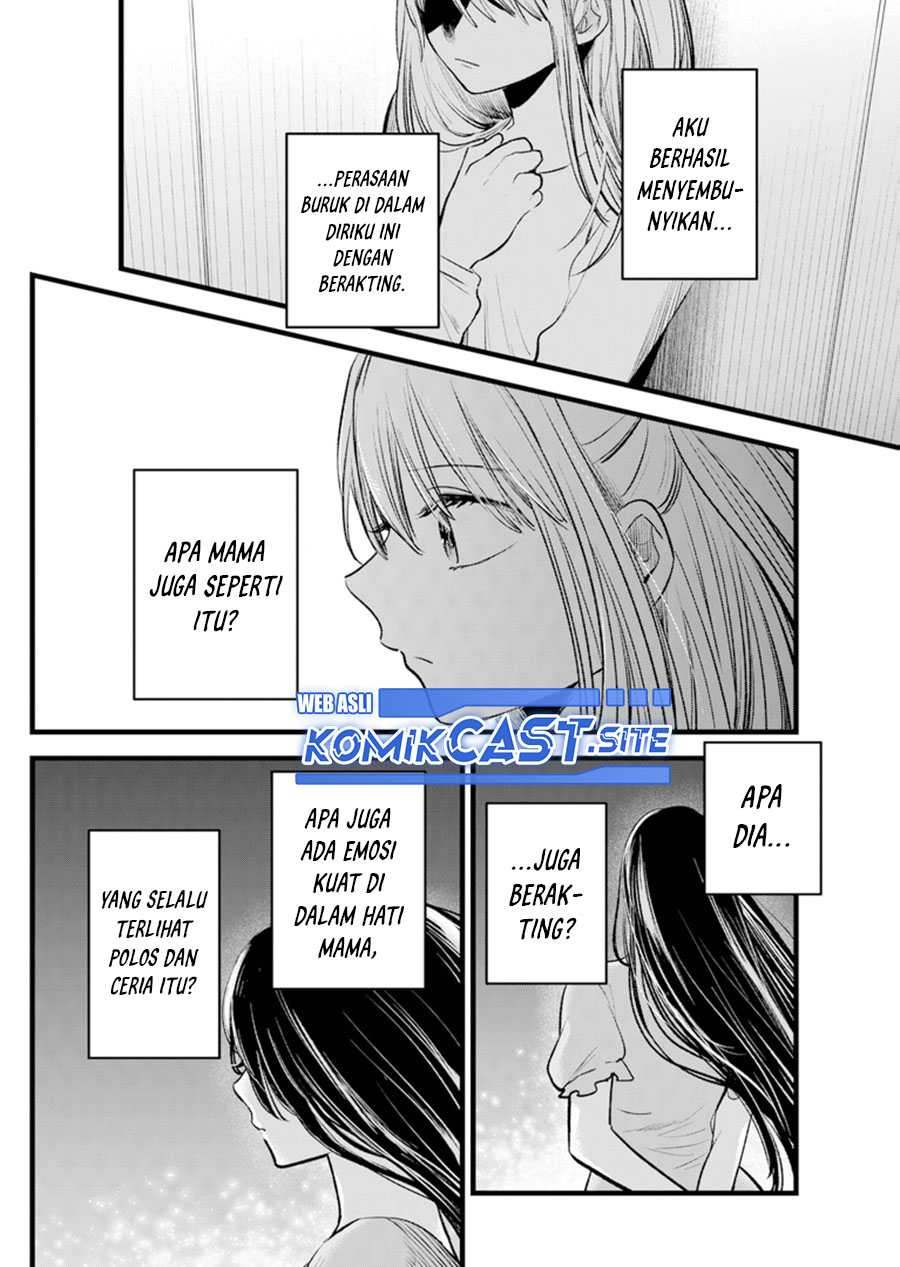 AKU
BERHASIL
MENYEMBU-
NYIKAN...
...PERASAAN
BURUK DI DALAM
DIRIKU INI
DENGAN
BERAKTING.
APA MAMA
JUGA SEPERTI
ITU?
WEB ASLI
KOMIKCAST.SITE
APA
DIA...
...JUGA
BERAK-
TING?
APA JUGA
ADA EMOSI
KUAT DI
DALAM HATI
MAMA,
YANG SELALU
TERLIHAT
POLOS DAN
CERIA ITU?